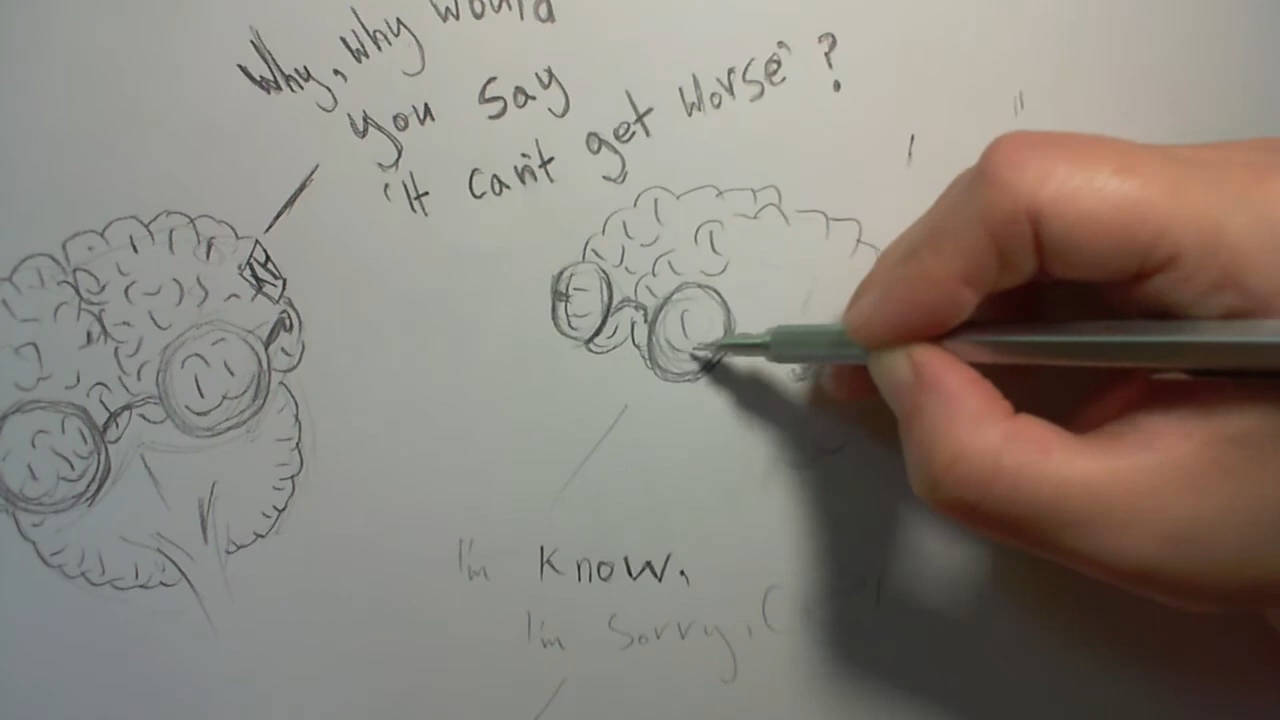 Why, why would
you say
'It can't get worse'?
I'm know,
I'm sorry, (